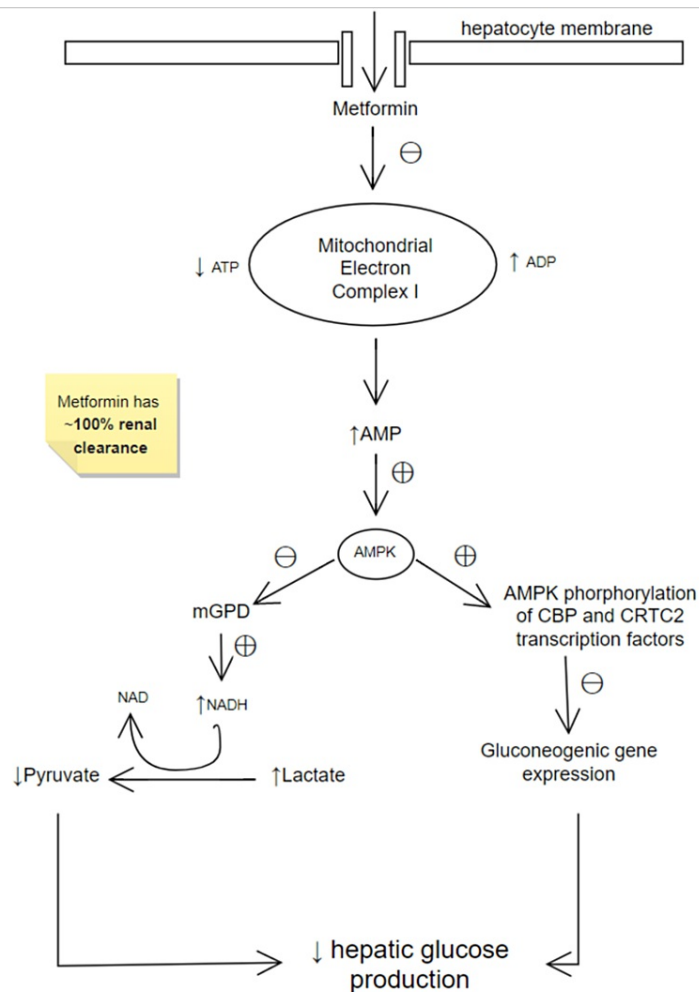 hepatocyte membrane
Metformin
⊖
Mitochondrial
Electron
Complex I
↓ ATP
↑ ADP
Metformin has
~100% renal
clearance
↑AMP
⊕
AMPK
⊖
⊕
mGPD
⊕
AMPK phorphorylation
of CBP and CRTC2
transcription factors
⊖
NAD
↑NADH
↓Pyruvate
↑Lactate
Gluconeogenic gene
expression
↓ hepatic glucose
production